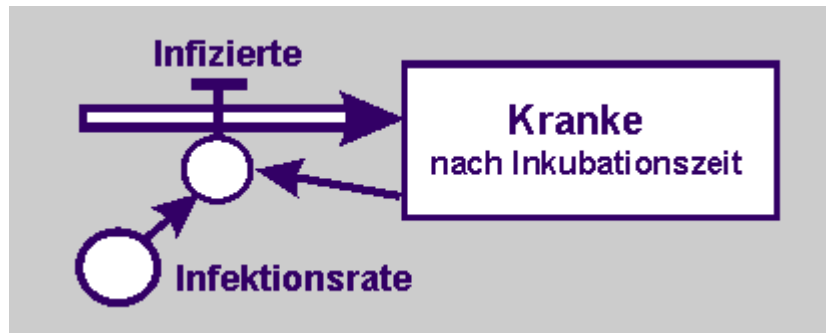 Infizierte
Kranke
nach Inkubationszeit
Infektionsrate